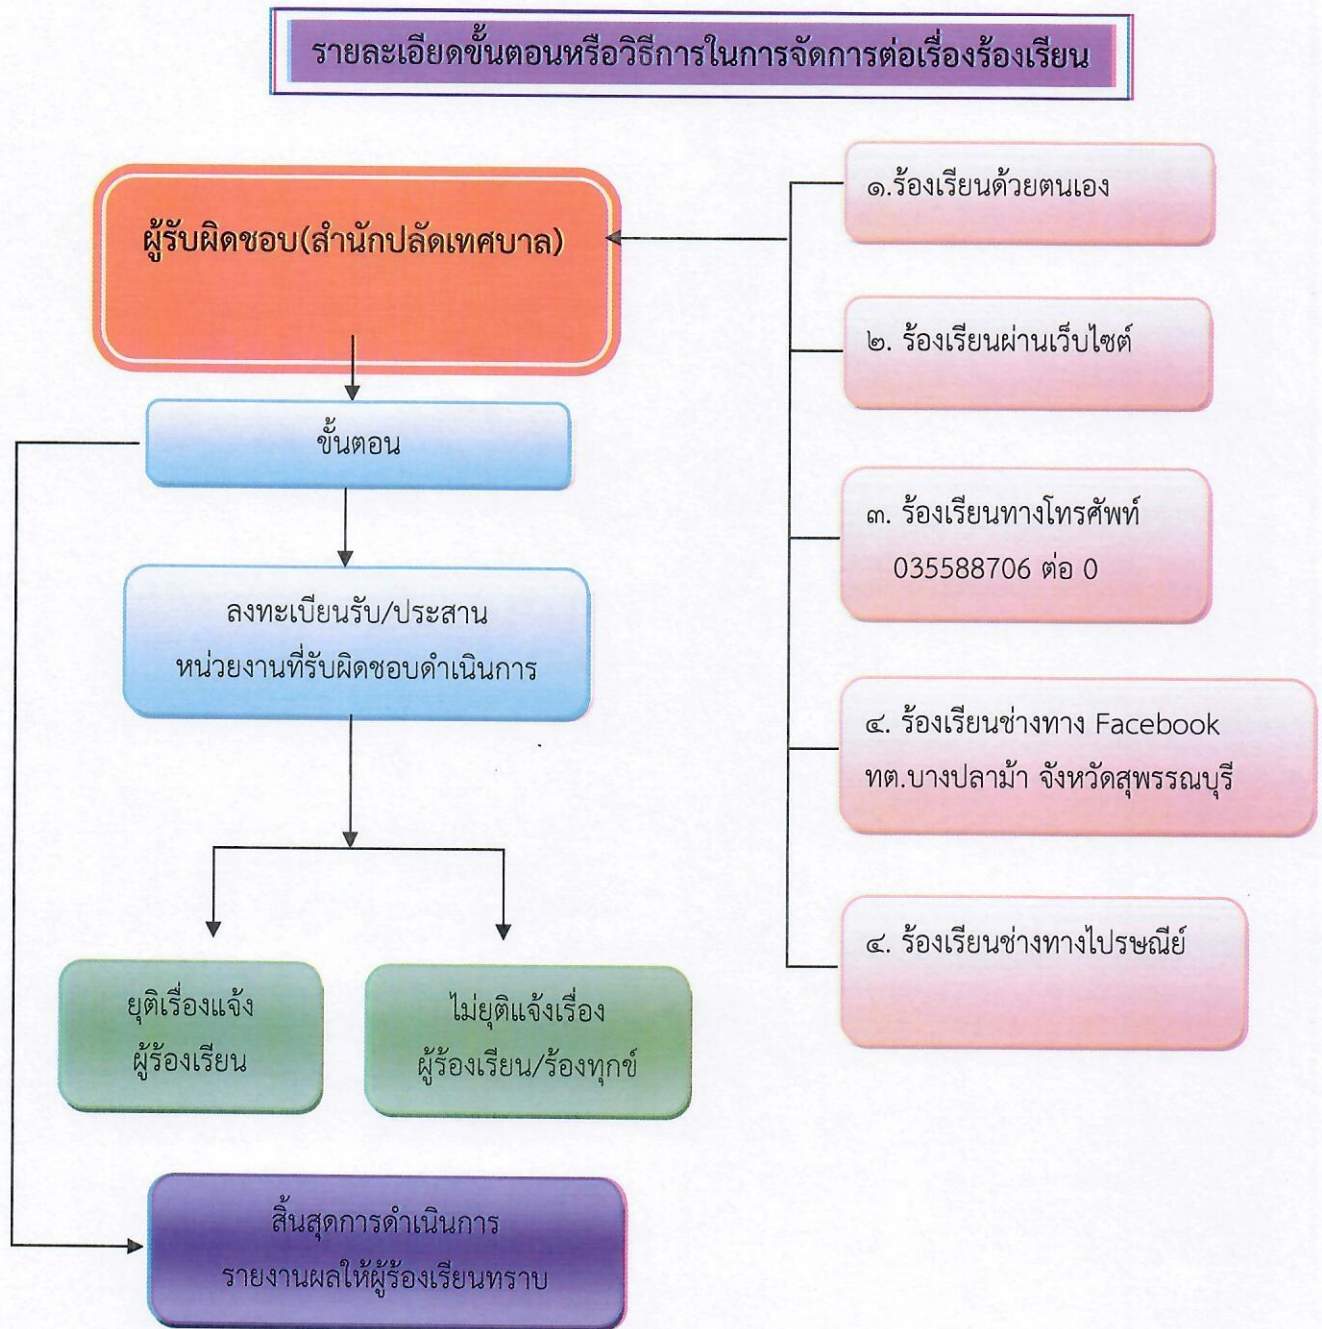 รายละเอียดขั้นตอนหรือวิธีการในการจัดการต่อเรื่องร้องเรียน
ผู้รับผิดชอบ(สำนักปลัดเทศบาล)
ขั้นตอน
ลงทะเบียนรับ/ประสาน
หน่วยงานที่รับผิดชอบดำเนินการ
ยุติเรื่องแจ้ง
ผู้ร้องเรียน
ไม่ยุติแจ้งเรื่อง
ผู้ร้องเรียน/ร้องทุกข์
สิ้นสุดการดำเนินการ
รายงานผลให้ผู้ร้องเรียนทราบ
๑.ร้องเรียนด้วยตนเอง
๒. ร้องเรียนผ่านเว็บไซต์
๓. ร้องเรียนทางโทรศัพท์
035588706 ต่อ 0
๔. ร้องเรียนช่างทาง Facebook
ทต.บางปลาม้า จังหวัดสุพรรณบุรี
๔. ร้องเรียนช่างทางไปรษณีย์